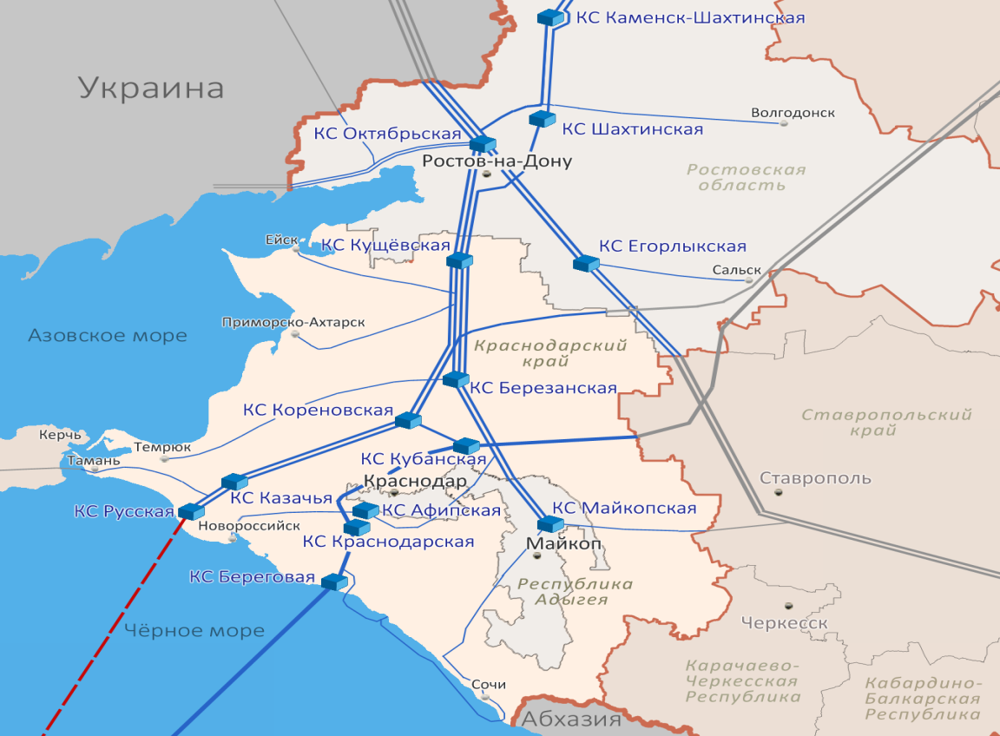 КС Каменск-Шахтинская
Украина
Волгодонск
КС Шахтинская
КС Октябрьская
Ростов-на-Дону
Ростовская
область
Ейск
КС Кущёвская
КС Егорлыкская
Сальск
Приморско-Ахтарск
Азовское море
Краснодарский
край
КС Березанская
КС Кореновская
Ставропольский
край
Керчь
Темрюк
Тамань
КС Кубанская
Краснодар
Ставрополь
КС Казачья
КС Афипская
КС Майкопская
КС Русская
Новороссийск
КС Краснодарская
Майкоп
КС Береговая
Республика
Адыгея
Чёрное море
Черкесск
Карачаево-
Черкесская
Республика
Сочи
Кабардино-
Балкарская
Республика
Абхазия